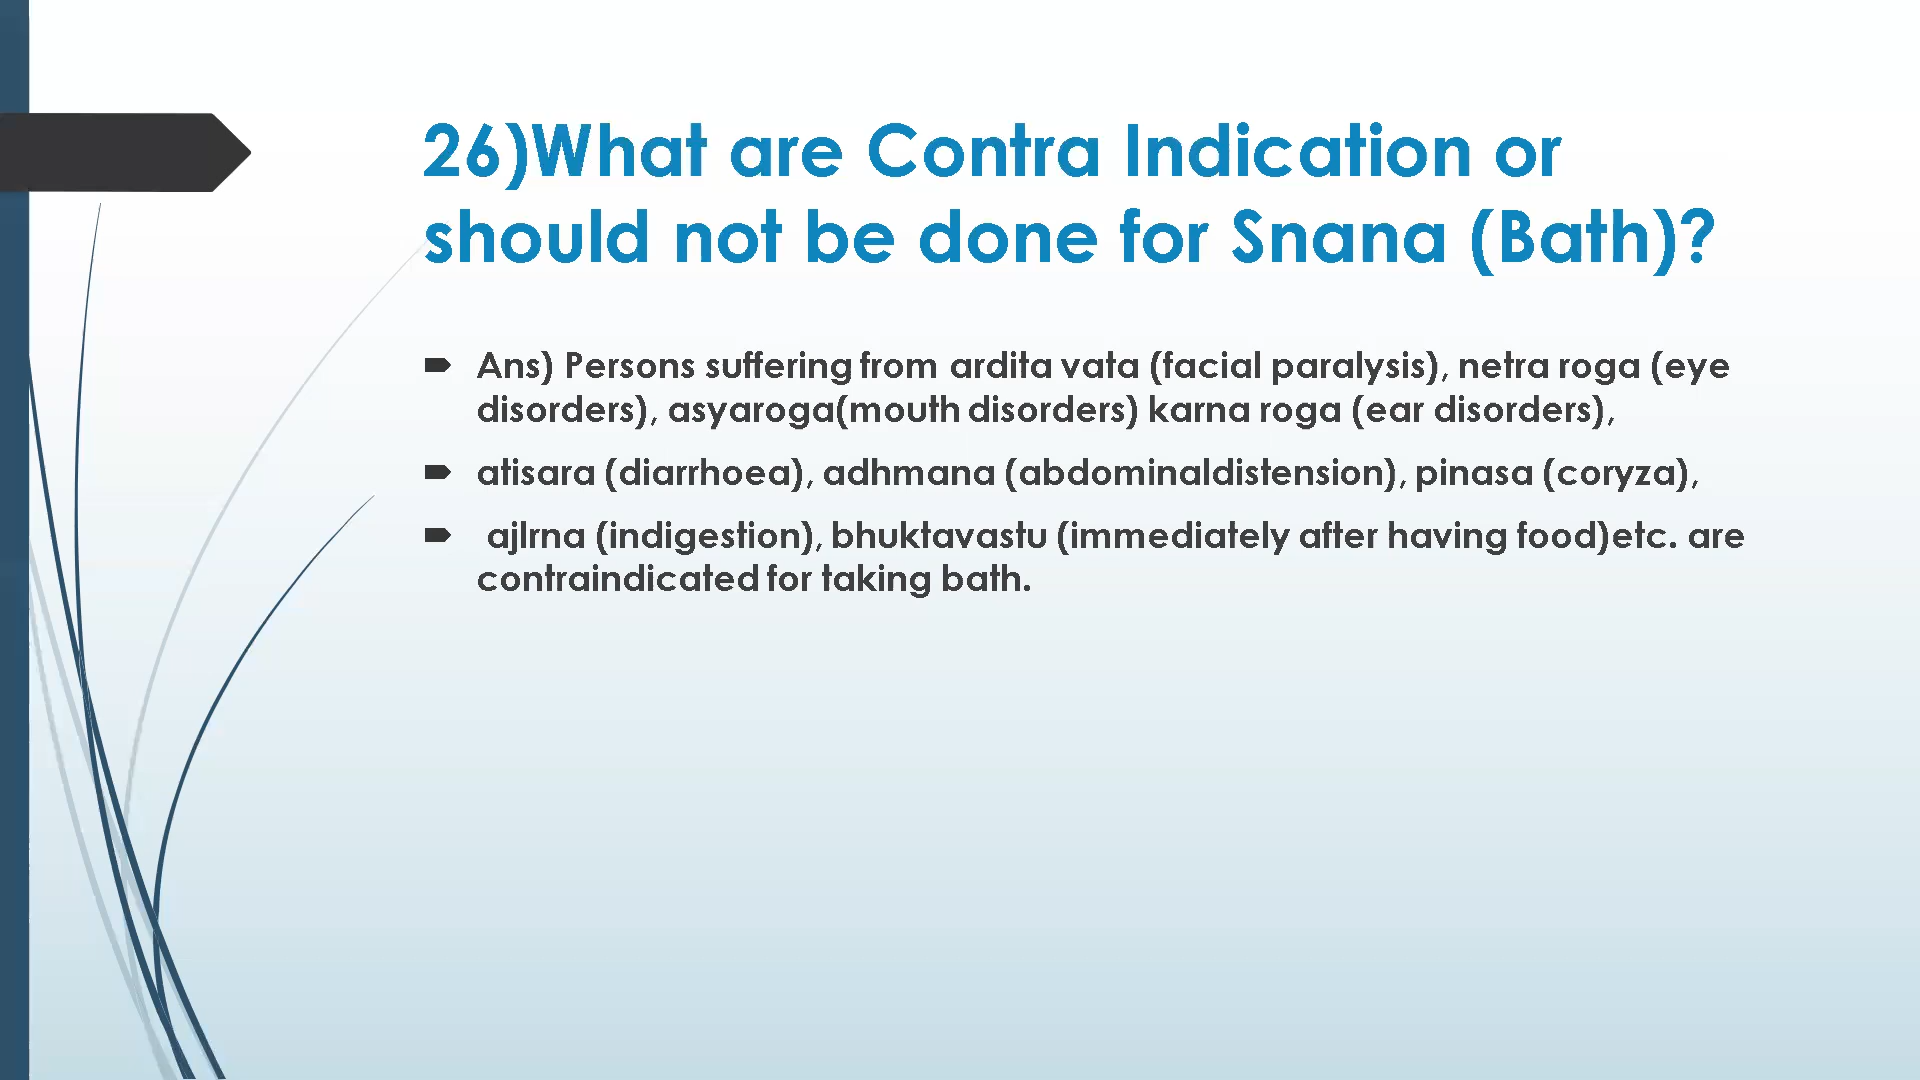 26)What are Contra Indication or
should not be done for Snana (Bath)?
Ans) Persons suffering from ardita vata (facial paralysis), netra roga (eye
disorders), asyaroga(mouth disorders) karna roga (ear disorders),
atisara (diarrhoea), adhmana (abdominaldistension), pinasa (coryza),
ajlrna (indigestion), bhuktavastu (immediately after having food)etc. are
contraindicated for taking bath.